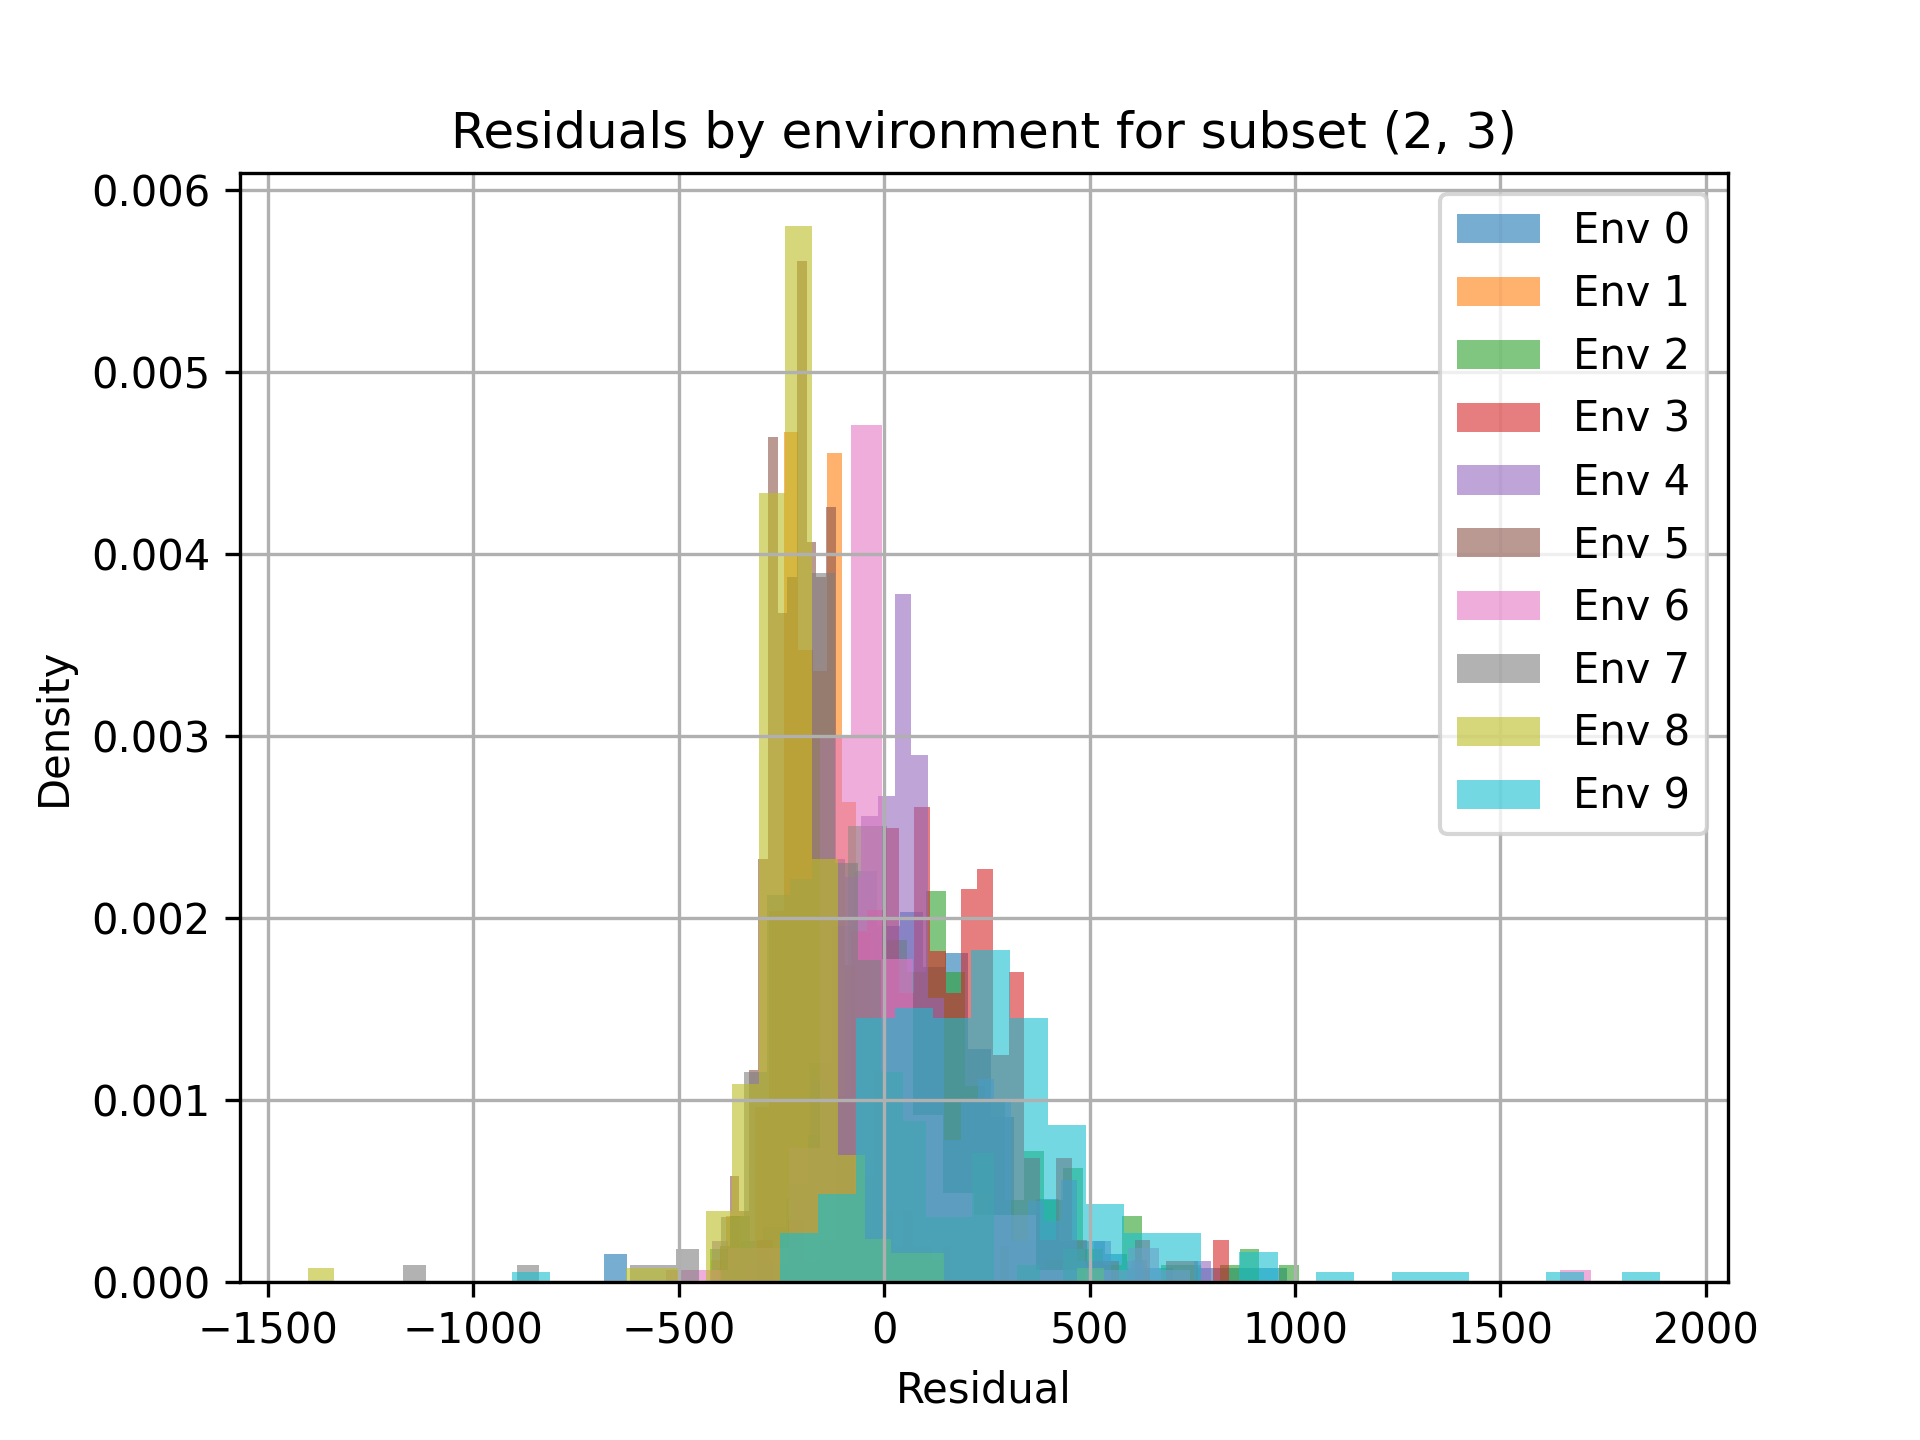 Residuals by environment for subset (2, 3)
0.006
0.005
0.004
0.003
0.002
0.001
0.000
Density
−1500
−1000
−500
0
500
1000
1500
2000
Residual
Env 0
Env 1
Env 2
Env 3
Env 4
Env 5
Env 6
Env 7
Env 8
Env 9